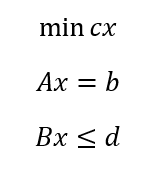 min cx
Ax = b
Bx ≤ d